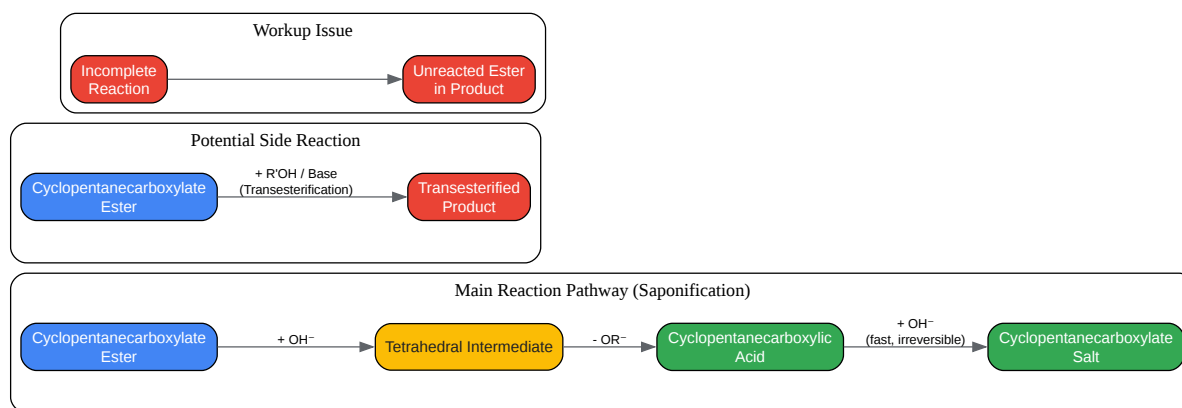 Workup Issue
Incomplete
Reaction
Unreacted Ester
in Product
Potential Side Reaction
Cyclopentanecarboxylate
Ester
+ R'OH / Base
(Transesterification)
Transesterified
Product
Main Reaction Pathway (Saponification)
Cyclopentanecarboxylate
Ester
+ OH⁻
Tetrahedral Intermediate
- OR⁻
Cyclopentanecarboxylic
Acid
+ OH⁻
(fast, irreversible)
Cyclopentanecarboxylate
Salt